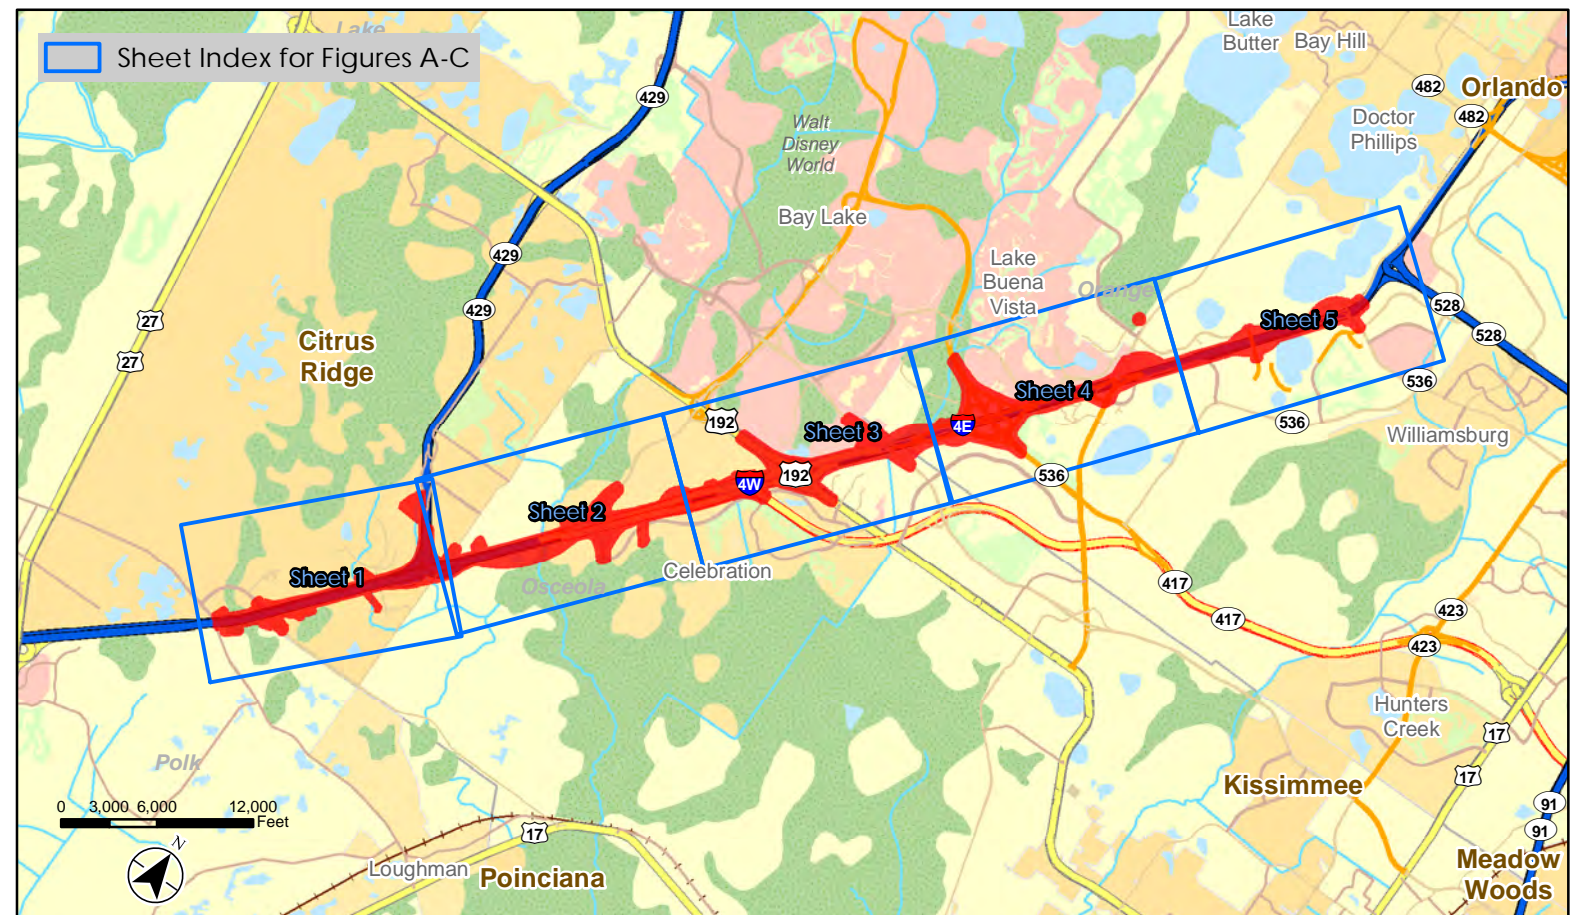 Lake
Sheet Index for Figures A-C
Lake
Butter
Bay Hill
Orlando
482
482
429
Doctor
Phillips
Walt
Disney
World
Bay Lake
429
Lake
Buena
Vista
Orange
429
27
27
Citrus
Ridge
528
528
Sheet 5
536
536
Sheet 4
4E
192
Sheet 3
192
4W
536
Williamsburg
Sheet 2
Sheet 1
Osceola
Celebration
417
417
423
423
Hunters
Creek
17
17
Polk
Kissimmee
91
91
0 3,000 6,000 12,000
Feet
N
17
Loughman
Poinciana
Meadow
Woods